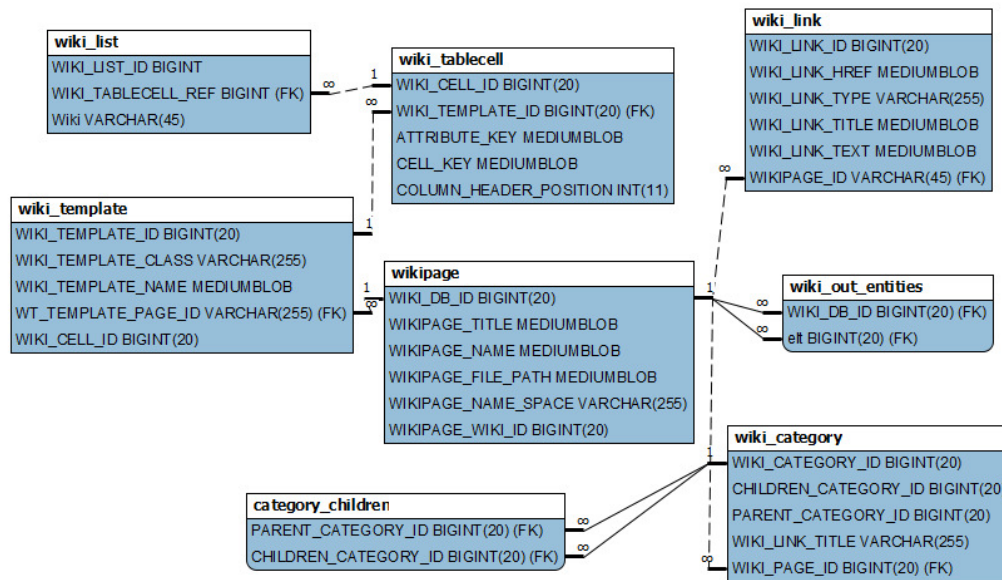 wiki_list
WIKI_LIST_ID BIGINT
WIKI_TABLECELL_REF BIGINT (FK)
Wiki VARCHAR(45)
∞
1
∞
wiki_tablecell
WIKI_CELL_ID BIGINT(20)
WIKI_TEMPLATE_ID BIGINT(20) (FK)
ATTRIBUTE_KEY MEDIUMBLOB
CELL_KEY MEDIUMBLOB
COLUMN_HEADER_POSITION INT(11)
wiki_link
WIKI_LINK_ID BIGINT(20)
WIKI_LINK_HREF MEDIUMBLOB
WIKI_LINK_TYPE VARCHAR(255)
WIKI_LINK_TITLE MEDIUMBLOB
WIKI_LINK_TEXT MEDIUMBLOB
WIKIPAGE_ID VARCHAR(45) (FK)
∞
wiki_template
WIKI_TEMPLATE_ID BIGINT(20)
WIKI_TEMPLATE_CLASS VARCHAR(255)
WIKI_TEMPLATE_NAME MEDIUMBLOB
WT_TEMPLATE_PAGE_ID VARCHAR(255) (FK)
WIKI_CELL_ID BIGINT(20)
1
1
∞
wikipage
WIKI_DB_ID BIGINT(20)
WIKIPAGE_TITLE MEDIUMBLOB
WIKIPAGE_NAME MEDIUMBLOB
WIKIPAGE_FILE_PATH MEDIUMBLOB
WIKIPAGE_NAME_SPACE VARCHAR(255)
WIKIPAGE_WIKI_ID BIGINT(20)
1
∞
∞
wiki_out_entities
WIKI_DB_ID BIGINT(20) (FK)
elt BIGINT(20) (FK)
category_children
PARENT_CATEGORY_ID BIGINT(20) (FK)
CHILDREN_CATEGORY_ID BIGINT(20) (FK)
∞
∞
1
∞
wiki_category
WIKI_CATEGORY_ID BIGINT(20)
CHILDREN_CATEGORY_ID BIGINT(20
PARENT_CATEGORY_ID BIGINT(20)
WIKI_LINK_TITLE VARCHAR(255)
WIKI_PAGE_ID BIGINT(20) (FK)